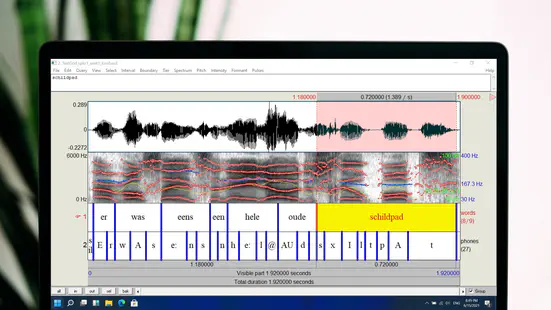 File Edit Query View Select Interval Boundary Tier Spectrum Pitch Intensity Formant Pulses Help
schildpad
1.180000 0.720000 (1.389 / s) 1.900000
0.289
0
-0.2272
6000 Hz 400 Hz
167.3 Hz
0 Hz 30 Hz
1 er was eens een hele oude schildpad words
(8/9)
2 s E r w A s e: n s n h e: l @ AU d s x I l t p A t phones
(27)
1.180000 0.720000
0 Visible part 1.920000 seconds 1.920000
Total duration 1.920000 seconds
all in out sel bak Group
ENG